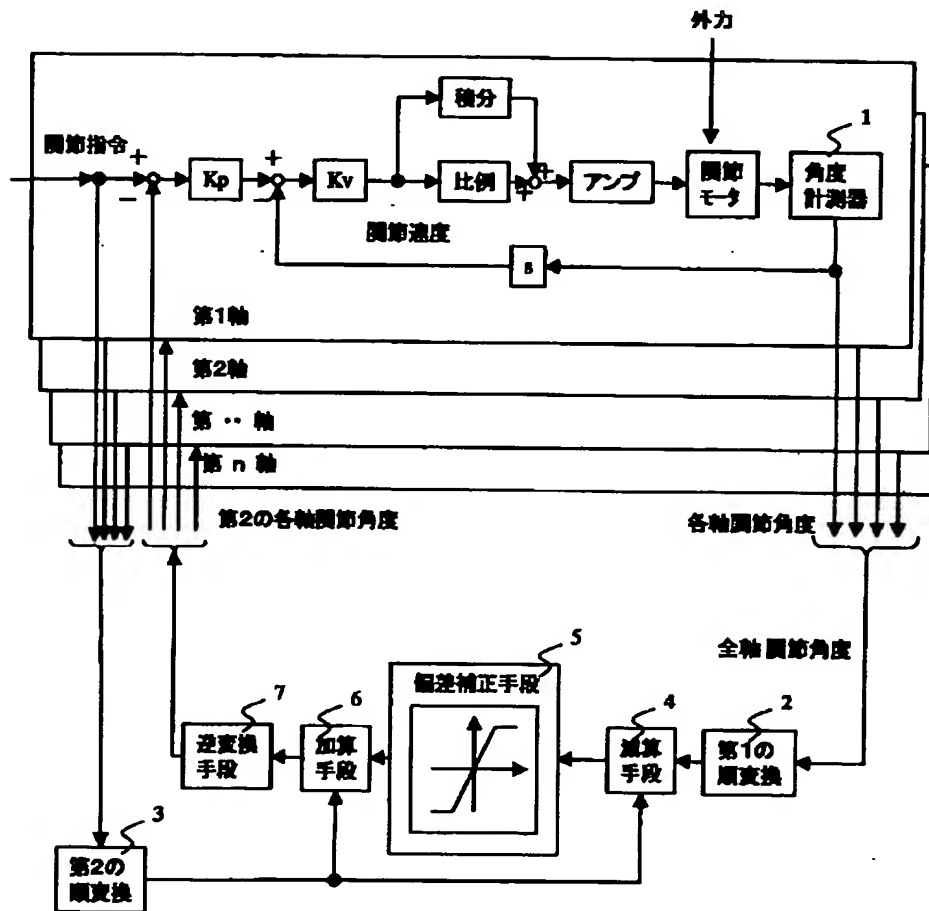 外力
積分
1
関節指令
+
−
Kp
+
−
Kv
比例
+
+
アンプ
関節
モータ
角度
計測器
関節速度
s
第1軸
第2軸
第 ‥ 軸
第 n 軸
第2の各軸関節角度
各軸関節角度
全軸関節角度
5
偏差補正手段
7
逆変換
手段
6
加算
手段
4
減算
手段
2
第1の
順変換
3
第2の
順変換